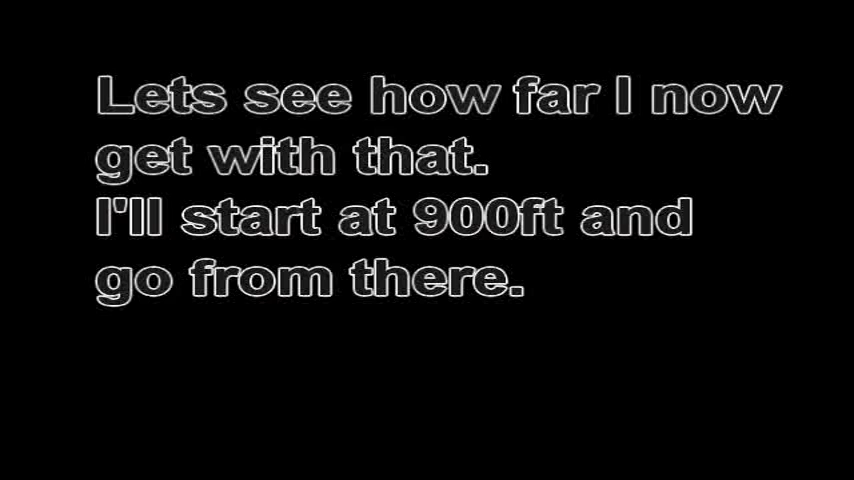 Lets see how far I now
get with that.
I'll start at 900ft and
go from there.